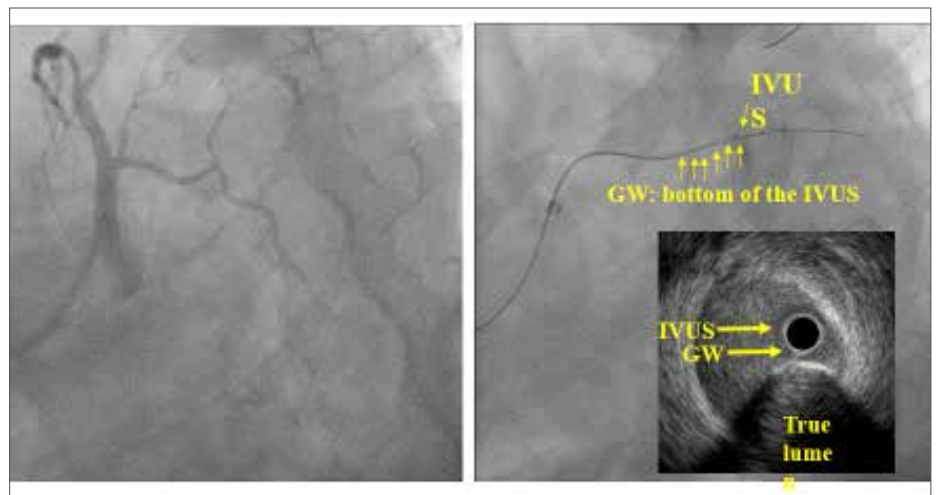 IVU
S
GW: bottom of the IVUS
IVUS
GW
True
lume
n